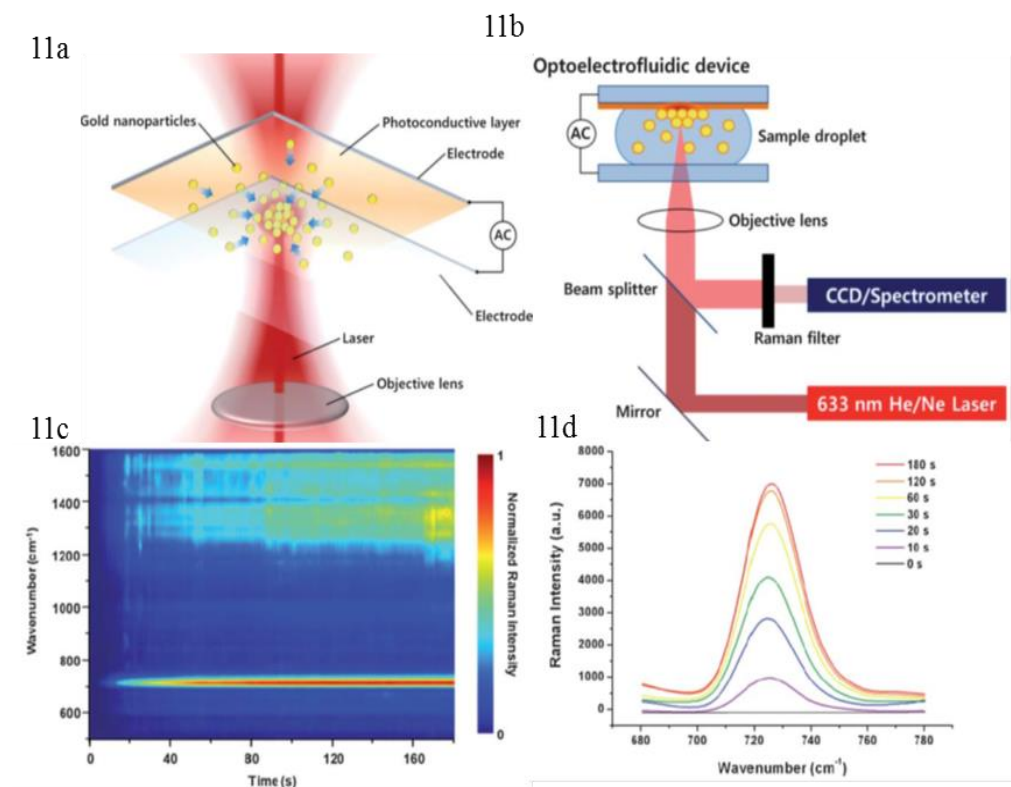 11a
Gold nanoparticles
Photoconductive layer
Electrode
AC
Electrode
Laser
Objective lens
11b
Optoelectrofluidic device
AC
Sample droplet
Objective lens
Beam splitter
CCD/Spectrometer
Raman filter
Mirror
633 nm He/Ne Laser
11c
1600
1400
1200
1000
800
600
0
40
80
120
160
Wavenumber (cm⁻¹)
Time (s)
1
0
Normalized Raman Intensity
11d
8000
7000
6000
5000
4000
3000
2000
1000
0
680
700
720
740
760
780
Raman Intensity (a.u.)
Wavenumber (cm⁻¹)
180 s
120 s
60 s
30 s
20 s
10 s
0 s